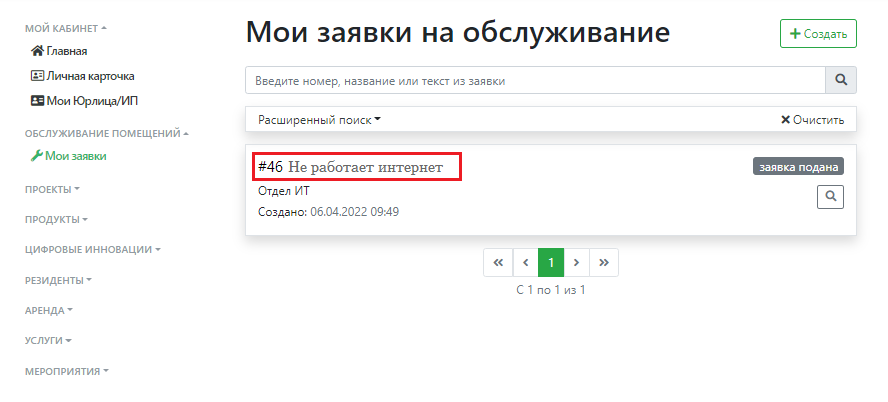 МОЙ КАБИНЕТ
Главная
Личная карточка
Мои Юрлица/ИП
ОБСЛУЖИВАНИЕ ПОМЕЩЕНИЙ
Мои заявки
ПРОЕКТЫ
ПРОДУКТЫ
ЦИФРОВЫЕ ИННОВАЦИИ
РЕЗИДЕНТЫ
АРЕНДА
УСЛУГИ
МЕРОПРИЯТИЯ
Мои заявки на обслуживание
+ Создать
Введите номер, название или текст из заявки
Расширенный поиск
× Очистить
#46 Не работает интернет
заявка подана
Отдел ИТ
Создано: 06.04.2022 09:49
« ‹ 1 › »
С 1 по 1 из 1